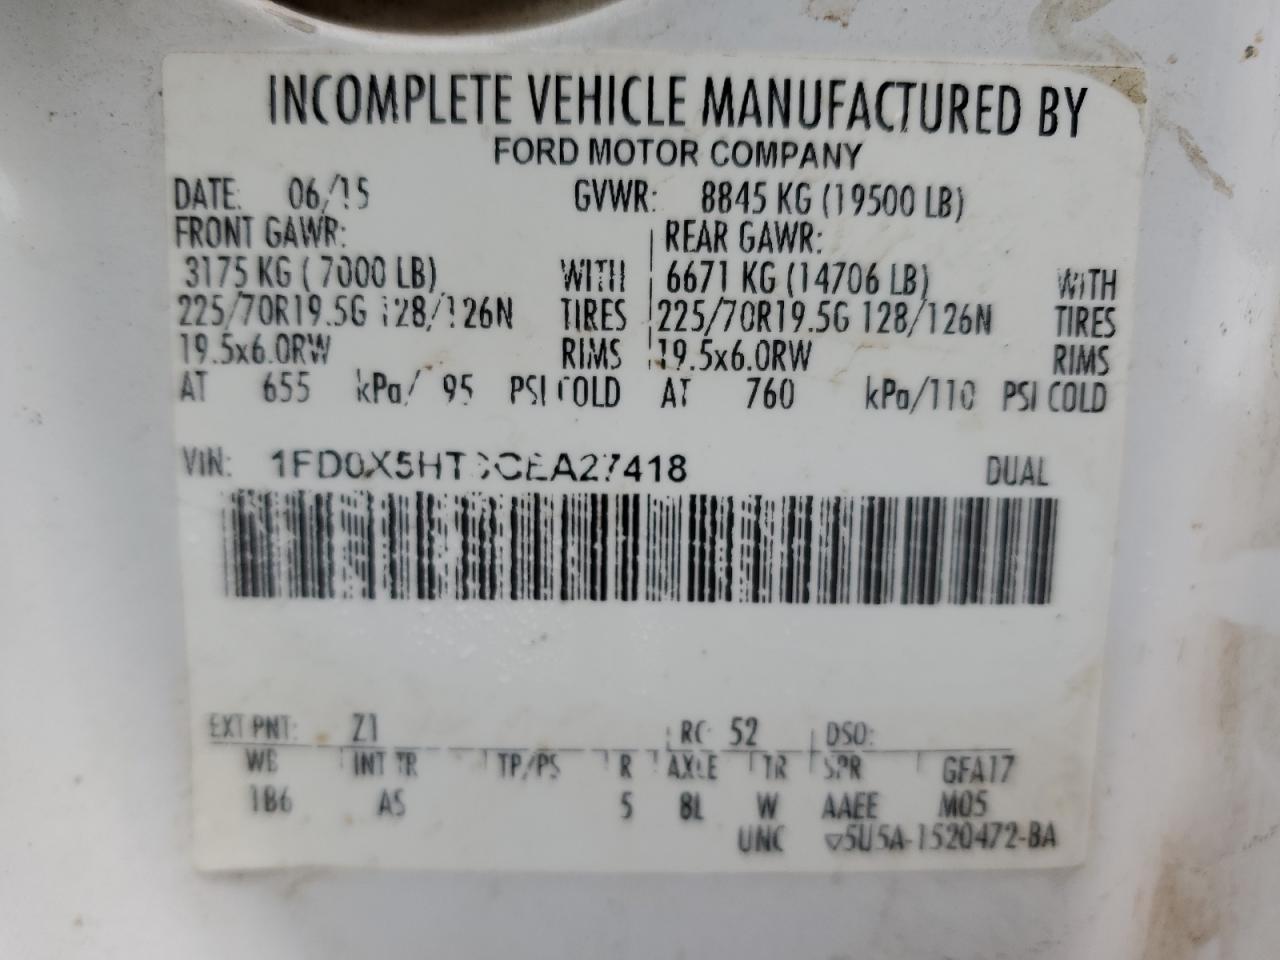 INCOMPLETE VEHICLE MANUFACTURED BY
FORD MOTOR COMPANY
DATE: 06/15 GVWR: 8845 KG (19500 LB)
FRONT GAWR: REAR GAWR:
3175 KG (7000 LB) WITH 6671 KG (14706 LB) WITH
225/70R19.5G 128/126N TIRES 225/70R19.5G 128/126N TIRES
19.5x6.0RW RIMS 19.5x6.0RW RIMS
AT 655 kPa/ 95 PSI COLD AT 760 kPa/110 PSI COLD
VIN: DUAL
EXT PNT: Z1 RC: 52 DSO:
WB INT TR TP/PS R AXLE TR SPR GFA17
AS 5 8L W AAEE M05
UNC ▽5U5A-1520472-BA